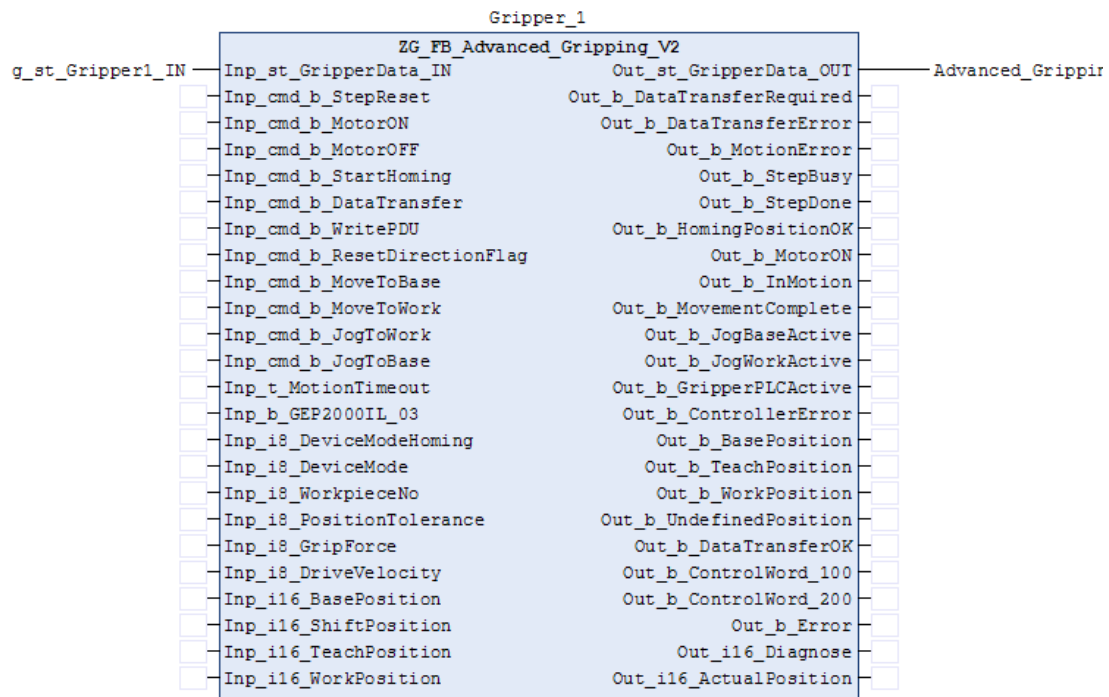 Gripper_1
ZG_FB_Advanced_Gripping_V2
g_st_Gripper1_IN Inp_st_GripperData_IN Out_st_GripperData_OUT Advanced_Grippin
Inp_cmd_b_StepReset Out_b_DataTransferRequired
Inp_cmd_b_MotorON Out_b_DataTransferError
Inp_cmd_b_MotorOFF Out_b_MotionError
Inp_cmd_b_StartHoming Out_b_StepBusy
Inp_cmd_b_DataTransfer Out_b_StepDone
Inp_cmd_b_WritePDU Out_b_HomingPositionOK
Inp_cmd_b_ResetDirectionFlag Out_b_MotorON
Inp_cmd_b_MoveToBase Out_b_InMotion
Inp_cmd_b_MoveToWork Out_b_MovementComplete
Inp_cmd_b_JogToWork Out_b_JogBaseActive
Inp_cmd_b_JogToBase Out_b_JogWorkActive
Inp_t_MotionTimeout Out_b_GripperPLCActive
Inp_b_GEP2000IL_03 Out_b_ControllerError
Inp_i8_DeviceModeHoming Out_b_BasePosition
Inp_i8_DeviceMode Out_b_TeachPosition
Inp_i8_WorkpieceNo Out_b_WorkPosition
Inp_i8_PositionTolerance Out_b_UndefinedPosition
Inp_i8_GripForce Out_b_DataTransferOK
Inp_i8_DriveVelocity Out_b_ControlWord_100
Inp_i16_BasePosition Out_b_ControlWord_200
Inp_i16_ShiftPosition Out_b_Error
Inp_i16_TeachPosition Out_i16_Diagnose
Inp_i16_WorkPosition Out_i16_ActualPosition